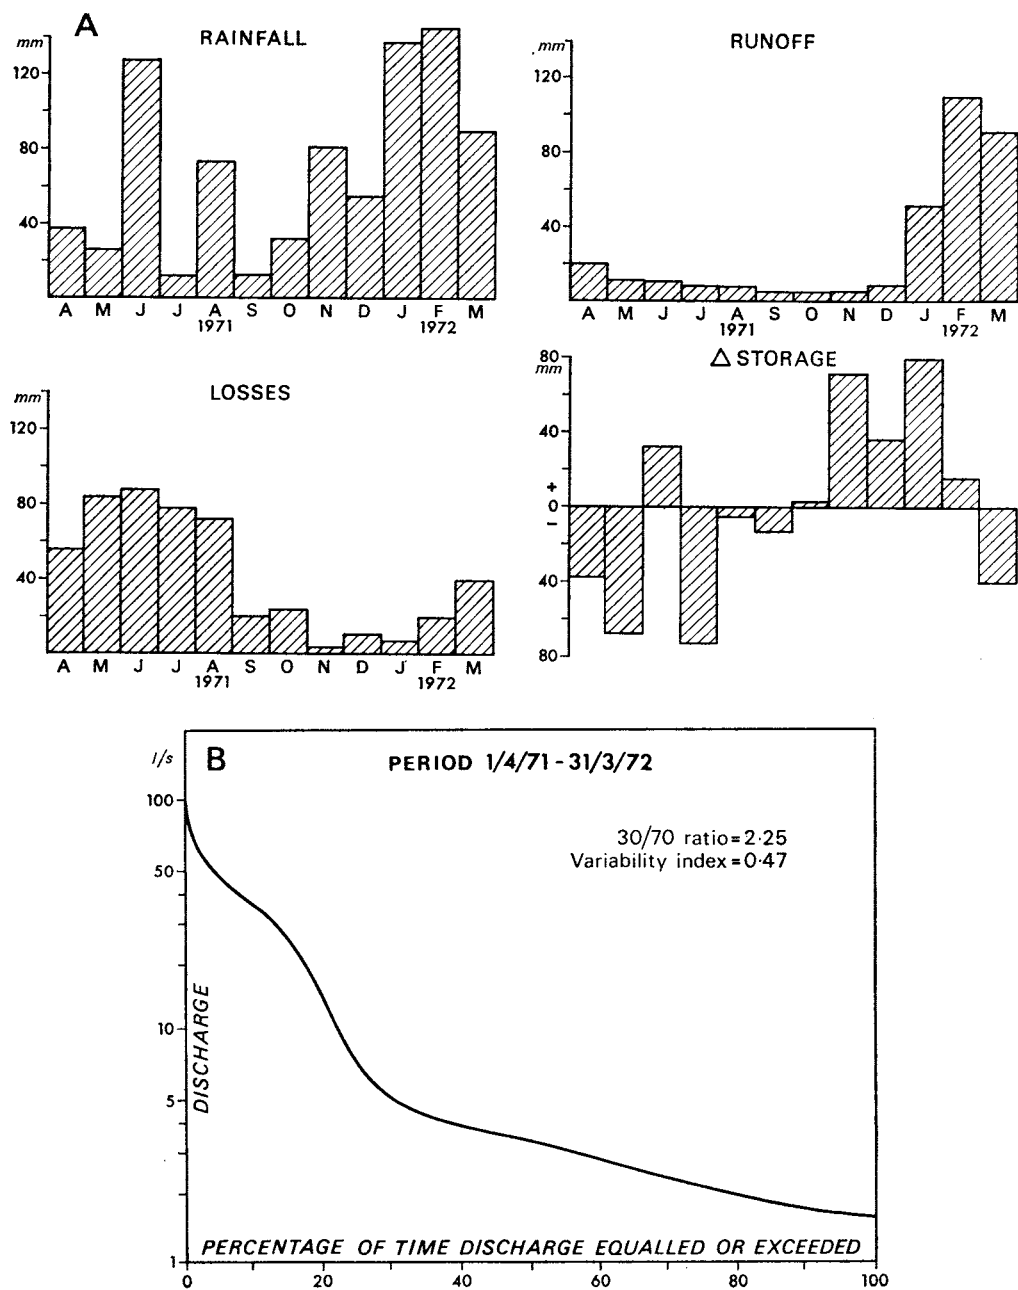 A
RAINFALL
mm
120
80
40
A M J J A S O N D J F M
1971 1972
RUNOFF
mm
120
80
40
A M J J A S O N D J F M
1971 1972
LOSSES
mm
120
80
40
A M J J A S O N D J F M
1971 1972
△ STORAGE
80
mm
40
+
0
−
40
80
B
PERIOD 1/4/71 - 31/3/72
l/s
30/70 ratio=2·25
Variability index=0·47
100
50
10
5
1
DISCHARGE
PERCENTAGE OF TIME DISCHARGE EQUALLED OR EXCEEDED
0 20 40 60 80 100